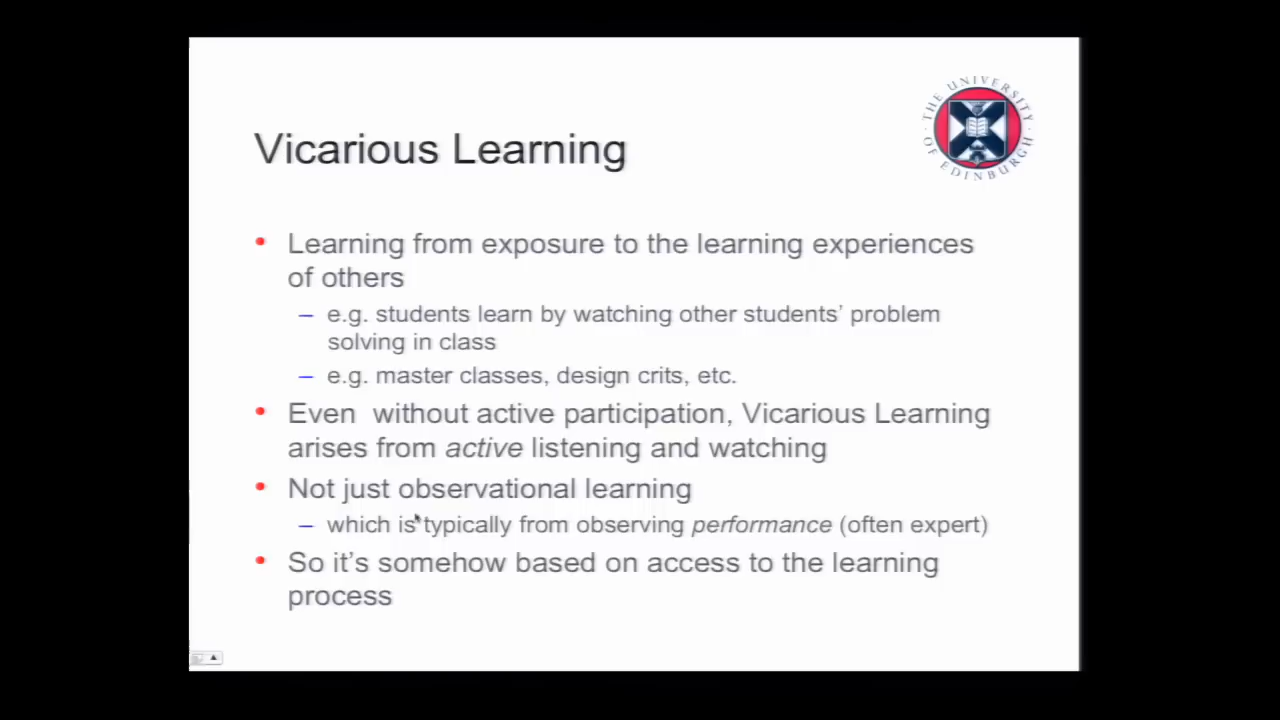 THE UNIVERSITY
OF EDINBURGH
Vicarious Learning
• Learning from exposure to the learning experiences
of others
– e.g. students learn by watching other students’ problem
solving in class
– e.g. master classes, design crits, etc.
• Even  without active participation, Vicarious Learning
arises from active listening and watching
• Not just observational learning
– which is typically from observing performance (often expert)
• So it’s somehow based on access to the learning
process